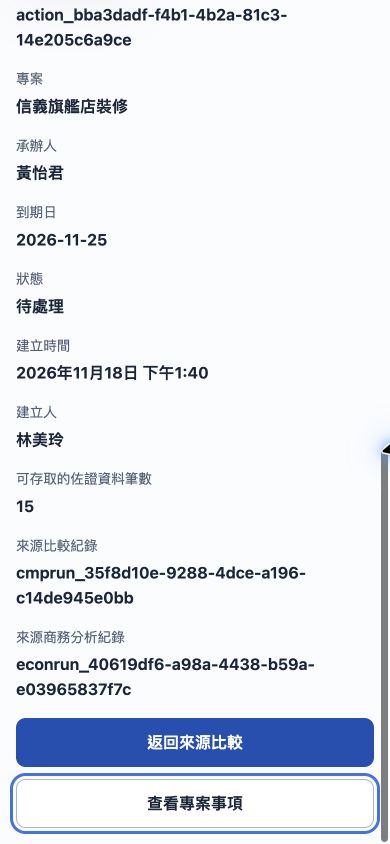 action_bba3dadf-f4b1-4b2a-81c3-
14e205c6a9ce
專案
信義旗艦店裝修
承辦人
黃怡君
到期日
2026-11-25
狀態
待處理
建立時間
2026年11月18日 下午1:40
建立人
林美玲
可存取的佐證資料筆數
15
來源比較紀錄
cmprun_35f8d10e-9288-4dce-a196-
c14de945e0bb
來源商務分析紀錄
econrun_40619df6-a98a-4438-b59a-
e03965837f7c
返回來源比較
查看專案事項